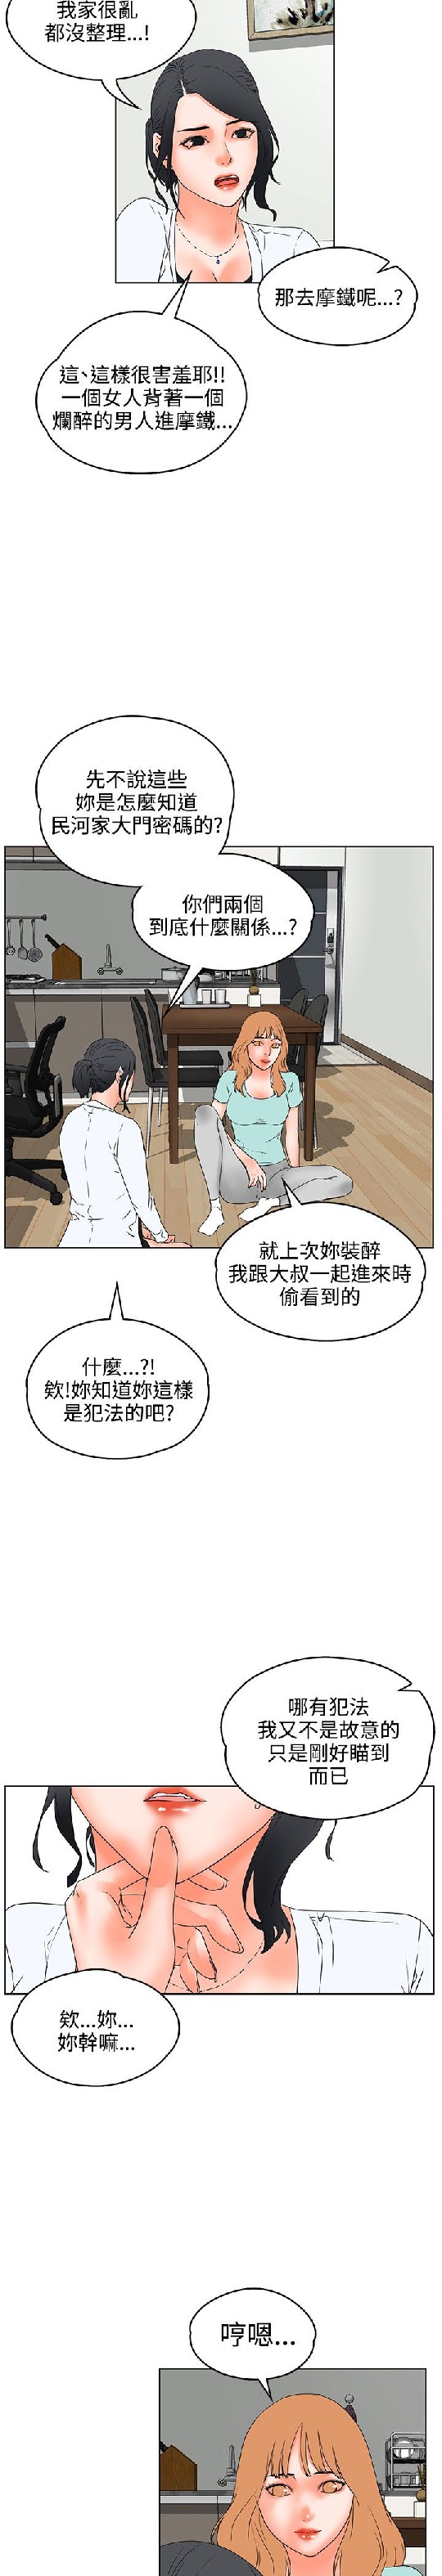 我家很亂
都沒整理...!
那去摩鐵呢...?
這、這樣很害羞耶!!
一個女人背著一個
爛醉的男人進摩鐵...
先不說這些
妳是怎麼知道
民河家大門密碼的?
你們兩個
到底什麼關係...?
就上次妳裝醉
我跟大叔一起進來時
偷看到的
什麼...?!
欸!妳知道妳這樣
是犯法的吧?
哪有犯法
我又不是故意的
只是剛好瞄到
而已
欸...妳...
妳幹嘛...
哼嗯...